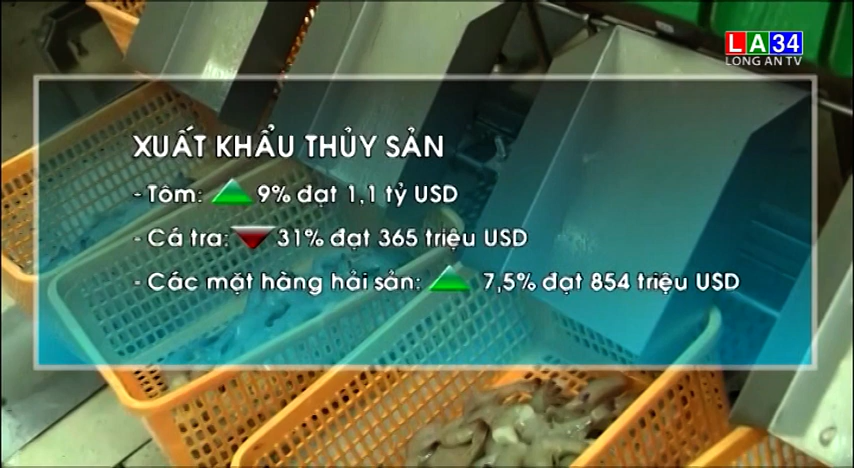 LA34
LONG AN TV
XUẤT KHẨU THỦY SẢN
- Tôm: 9% đạt 1,1 tỷ USD
- Cá tra: 31% đạt 365 triệu USD
- Các mặt hàng hải sản: 7,5% đạt 854 triệu USD